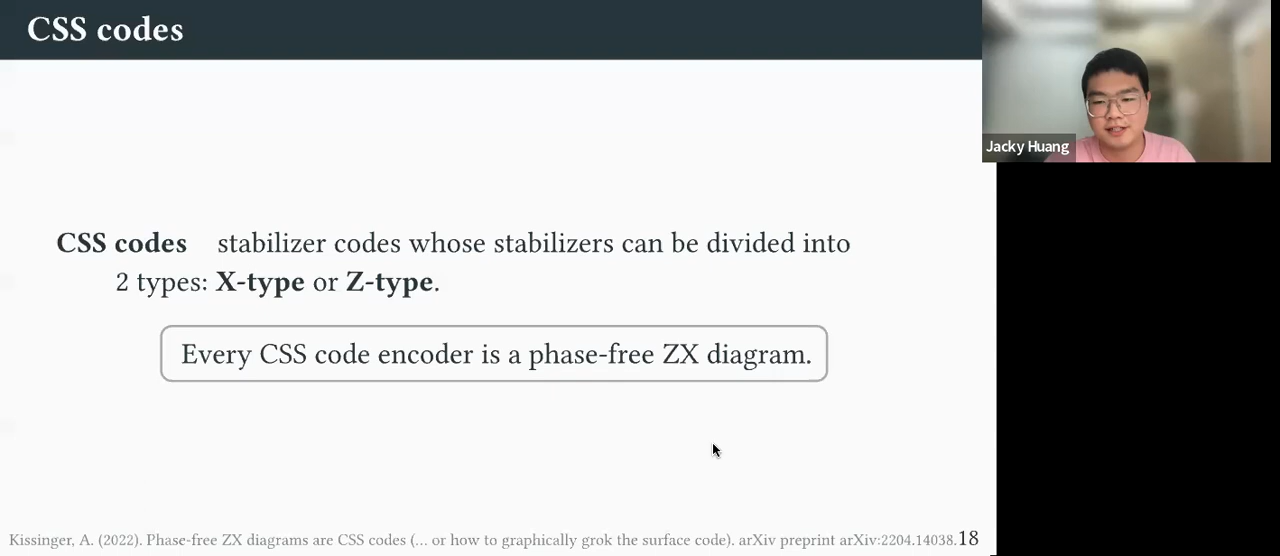 CSS codes
Jacky Huang
CSS codes stabilizer codes whose stabilizers can be divided into
2 types: X-type or Z-type.
Every CSS code encoder is a phase-free ZX diagram.
Kissinger, A. (2022). Phase-free ZX diagrams are CSS codes (... or how to graphically grok the surface code). arXiv preprint arXiv:2204.14038. 18